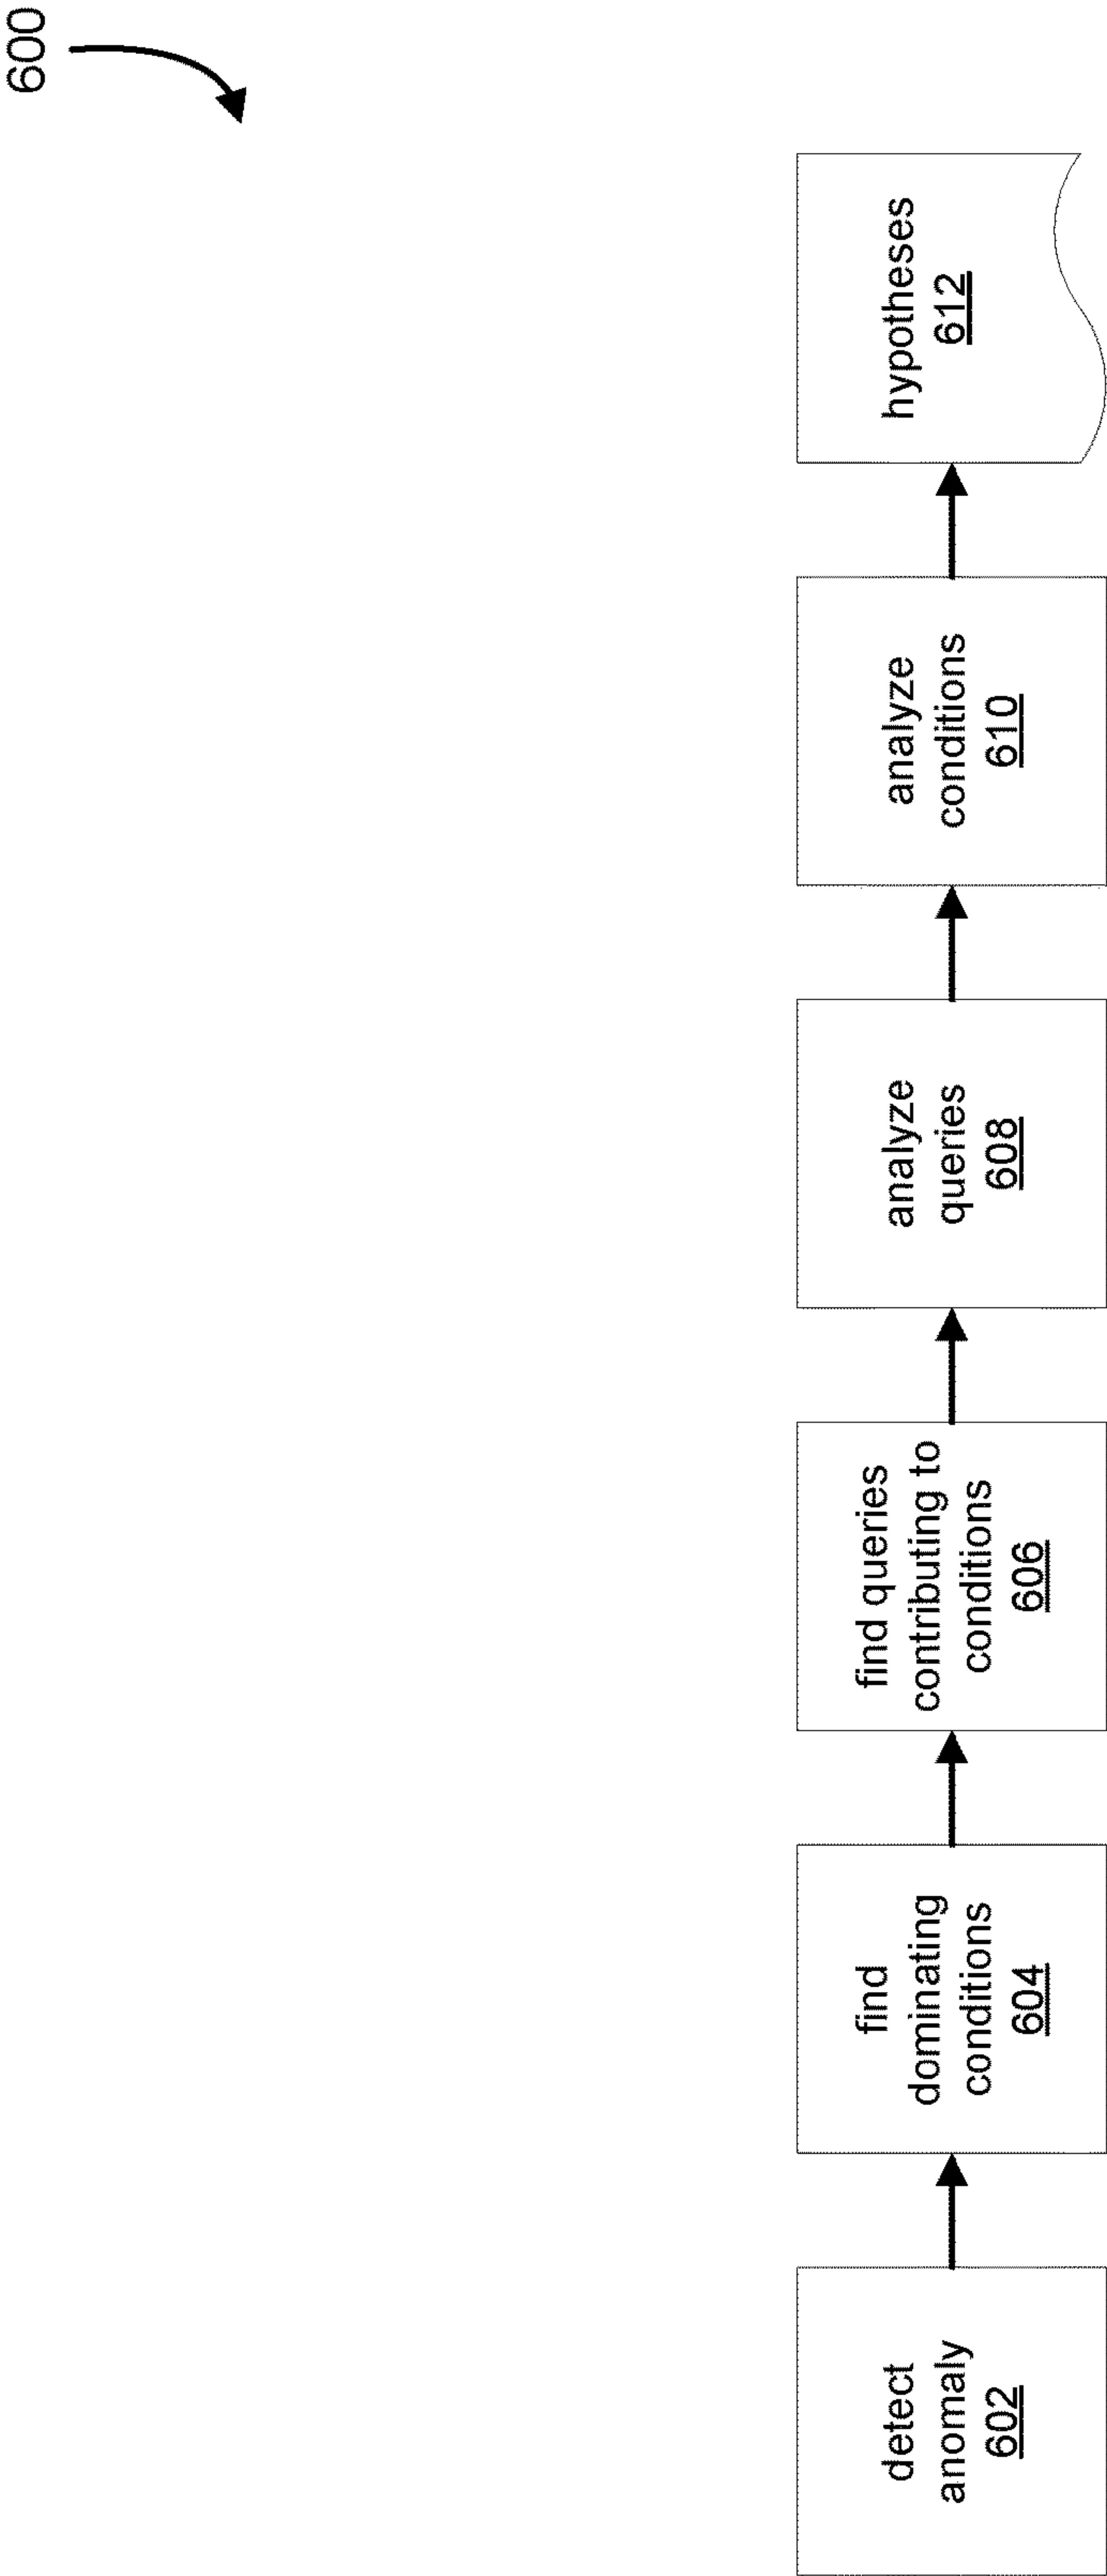 600
detect
anomaly
602
find
dominating
conditions
604
find queries
contributing to
conditions
606
analyze
queries
608
analyze
conditions
610
hypotheses
612